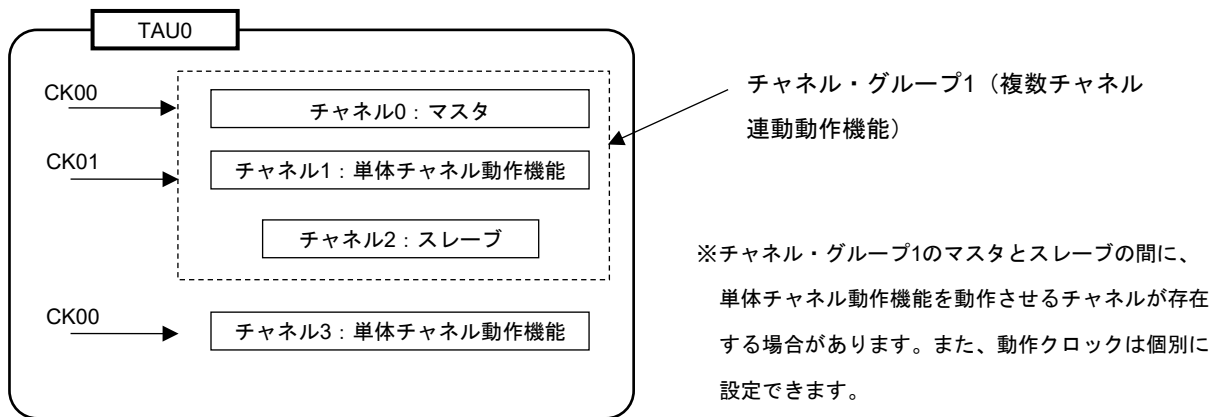 TAU0
CK00
チャネル0：マスタ
CK01
チャネル1：単体チャネル動作機能
チャネル2：スレーブ
CK00
チャネル3：単体チャネル動作機能
チャネル・グループ1（複数チャネル
連動動作機能）
※チャネル・グループ1のマスタとスレーブの間に、
単体チャネル動作機能を動作させるチャネルが存在
する場合があります。また、動作クロックは個別に
設定できます。